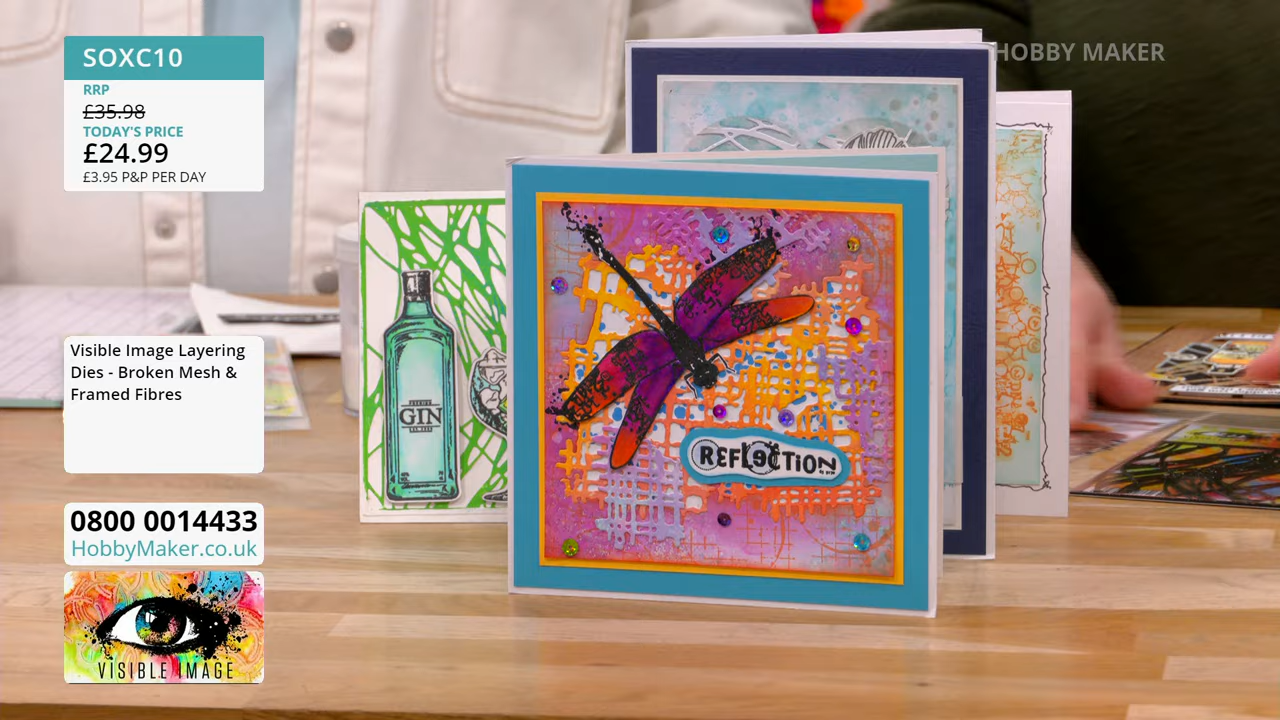 SOXC10
RRP
£35.98
TODAY'S PRICE
£24.99
£3.95 P&P PER DAY
HOBBY MAKER
Visible Image Layering
Dies - Broken Mesh &
Framed Fibres
GIN
REFLECTION
0800 0014433
HobbyMaker.co.uk
VISIBLE IMAGE